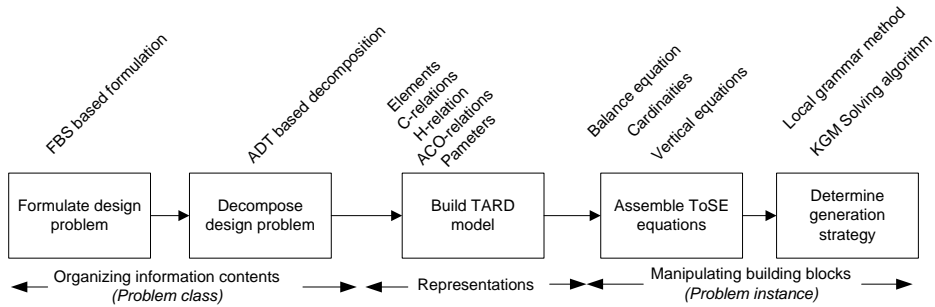 FBS based formulation
ADT based decomposition
Elements
C-relations
H-relation
ACO-relations
Pameters
Balance equation
Cardinaities
Vertical equations
Local grammar method
KGM Solving algorithm
Formulate design
problem
Decompose
design problem
Build TARD
model
Assemble ToSE
equations
Determine
generation
strategy
Organizing information contents
(Problem class)
Representations
Manipulating building blocks
(Problem instance)